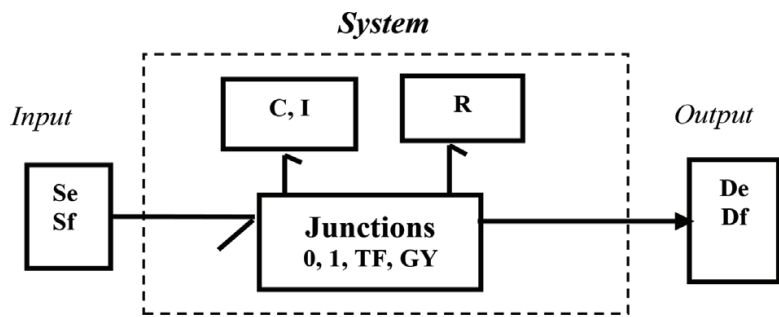 System
Input
C, I
R
Output
Se
Sf
Junctions
0, 1, TF, GY
De
Df